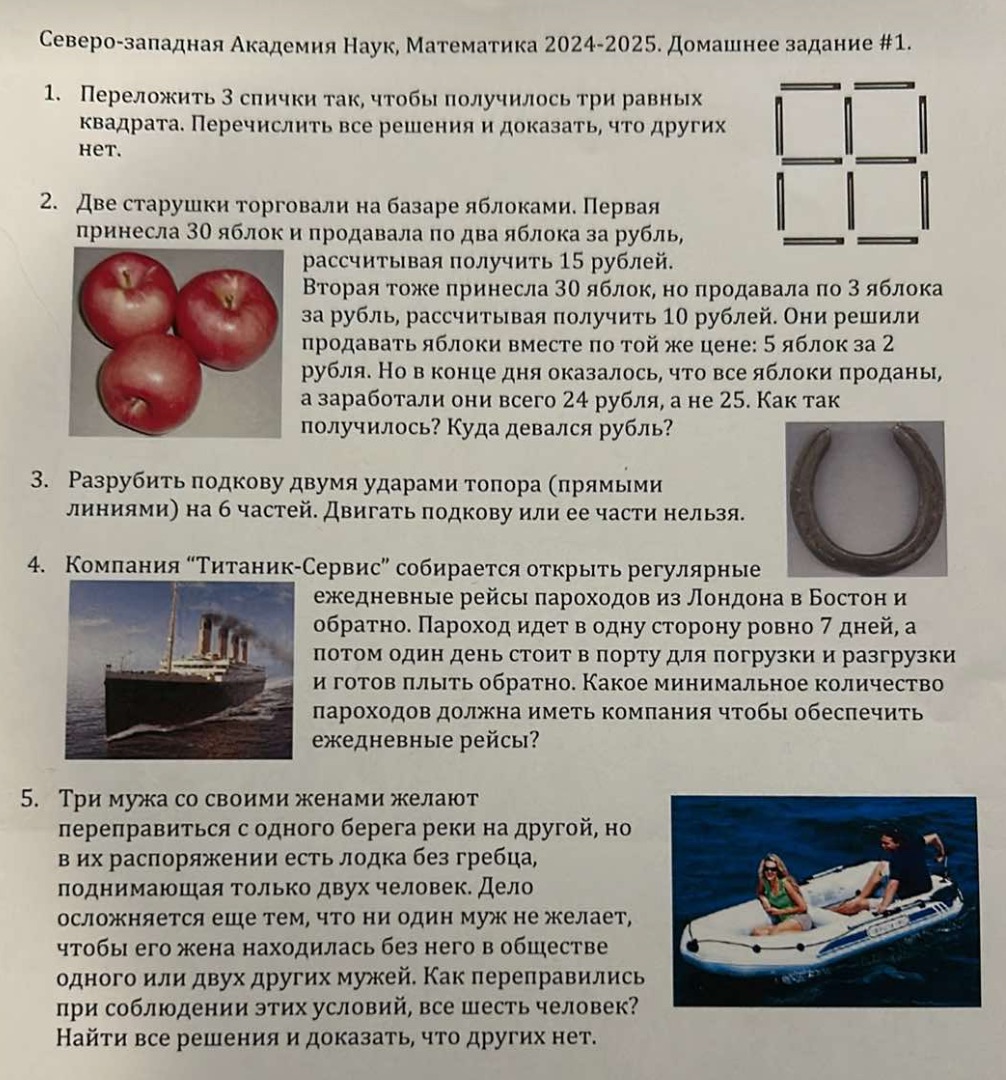 Северо-западная Академия Наук, Математика 2024-2025. Домашнее задание #1.
1. Переложить 3 спички так, чтобы получилось три равных
квадрата. Перечислить все решения и доказать, что других
нет.
2. Две старушки торговали на базаре яблоками. Первая
принесла 30 яблок и продавала по два яблока за рубль,
рассчитывая получить 15 рублей.
Вторая тоже принесла 30 яблок, но продавала по 3 яблока
за рубль, рассчитывая получить 10 рублей. Они решили
продавать яблоки вместе по той же цене: 5 яблок за 2
рубля. Но в конце дня оказалось, что все яблоки проданы,
а заработали они всего 24 рубля, а не 25. Как так
получилось? Куда девался рубль?
3. Разрубить подкову двумя ударами топора (прямыми
линиями) на 6 частей. Двигать подкову или ее части нельзя.
4. Компания “Титаник-Сервис” собирается открыть регулярные
ежедневные рейсы пароходов из Лондона в Бостон и
обратно. Пароход идет в одну сторону ровно 7 дней, а
потом один день стоит в порту для погрузки и разгрузки
и готов плыть обратно. Какое минимальное количество
пароходов должна иметь компания чтобы обеспечить
ежедневные рейсы?
5. Три мужа со своими женами желают
переправиться с одного берега реки на другой, но
в их распоряжении есть лодка без гребца,
поднимающая только двух человек. Дело
осложняется еще тем, что ни один муж не желает,
чтобы его жена находилась без него в обществе
одного или двух других мужей. Как переправились
при соблюдении этих условий, все шесть человек?
Найти все решения и доказать, что других нет.